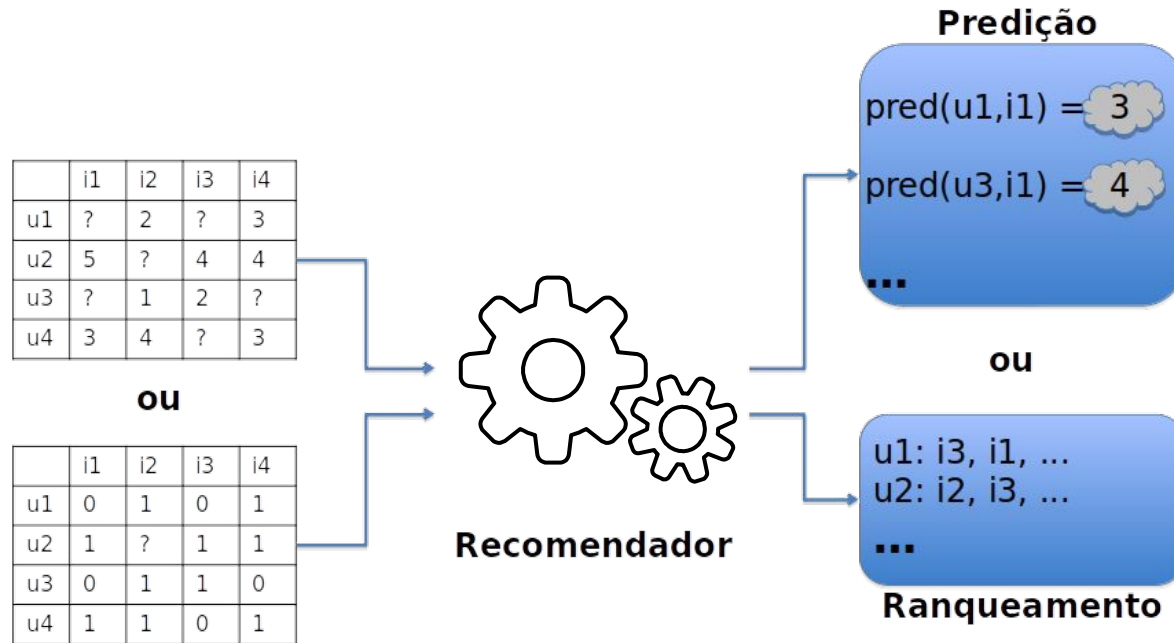 i1 i2 i3 i4
u1 ? 2 ? 3
u2 5 ? 4 4
u3 ? 1 2 ?
u4 3 4 ? 3
ou
i1 i2 i3 i4
u1 0 1 0 1
u2 1 ? 1 1
u3 0 1 1 0
u4 1 1 0 1
Recomendador
Predição
pred(u1,i1) = 3
pred(u3,i1) = 4
...
ou
u1: i3, i1, ...
u2: i2, i3, ...
...
Ranqueamento